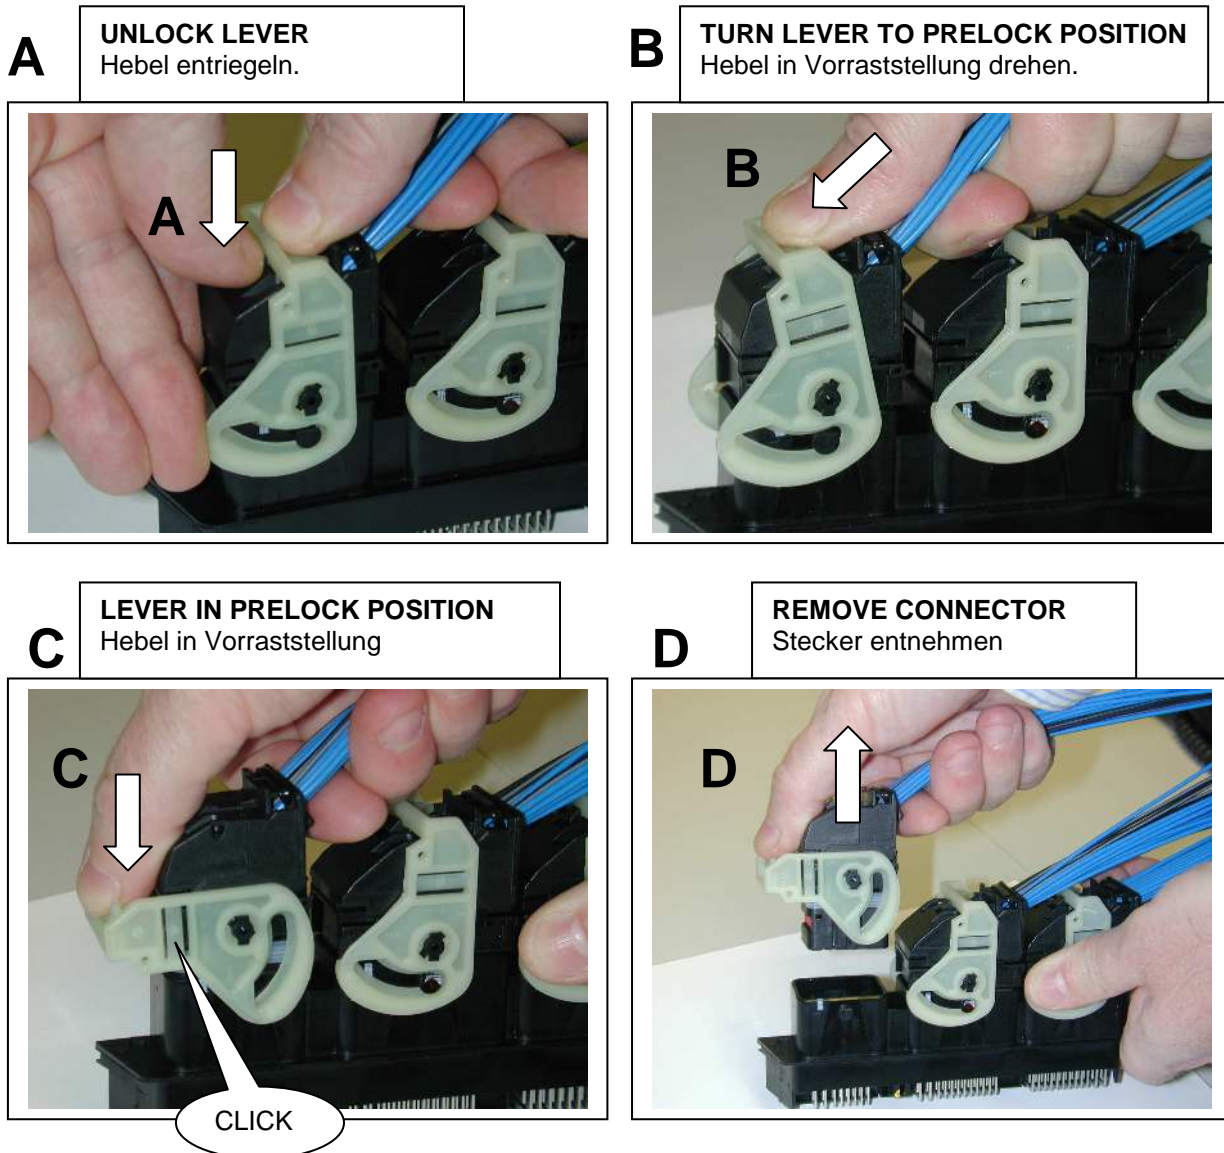 A
UNLOCK LEVER
Hebel entriegeln.
B
TURN LEVER TO PRELOCK POSITION
Hebel in Vorraststellung drehen.
A
B
C
LEVER IN PRELOCK POSITION
Hebel in Vorraststellung
D
REMOVE CONNECTOR
Stecker entnehmen
C
D
CLICK